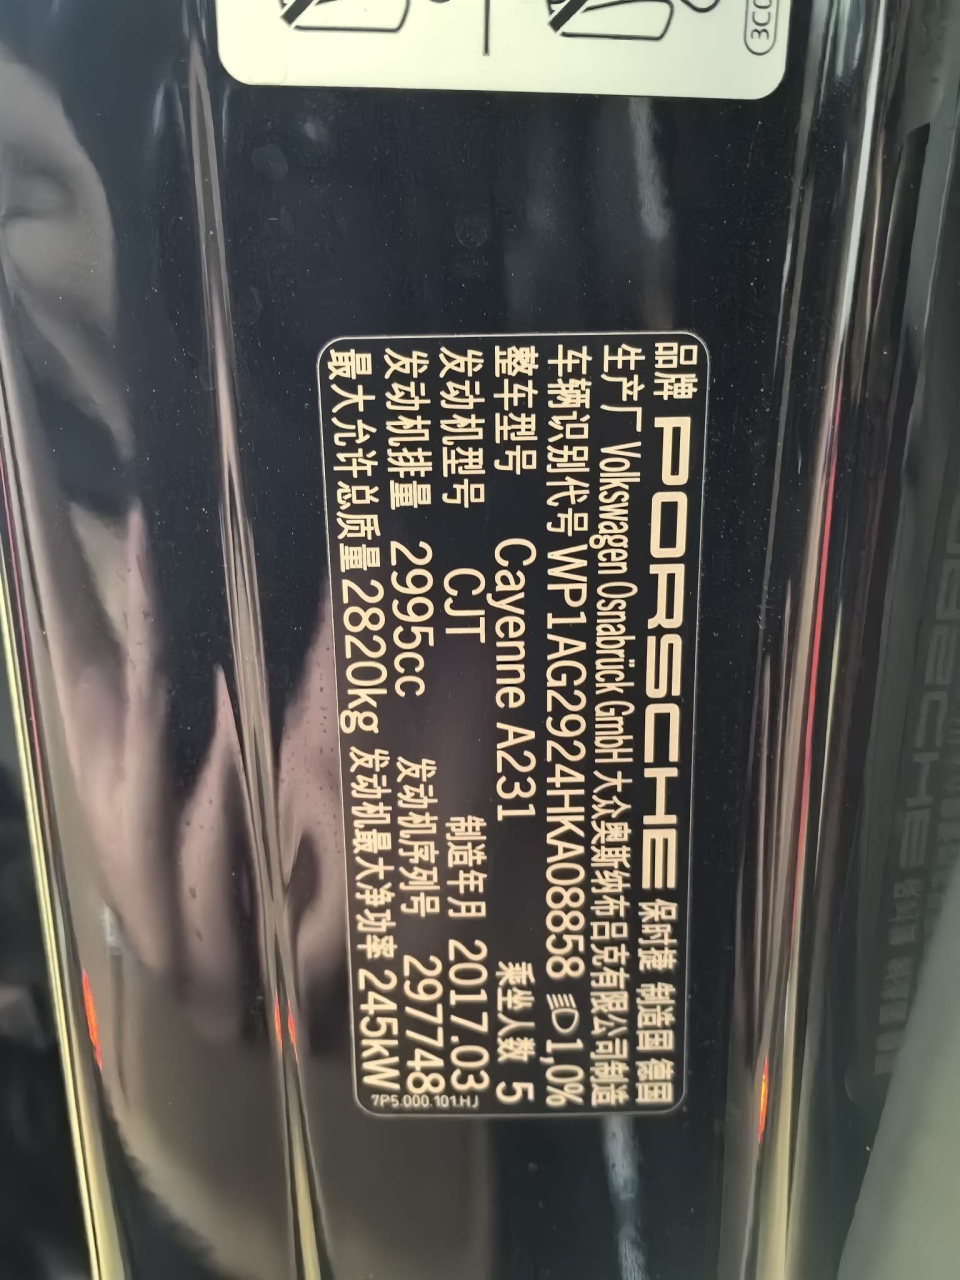 3C0
品牌 PORSCHE 保时捷 制造国 德国
生产厂 Volkswagen Osnabrück GmbH 大众奥斯纳布吕克有限公司制造
车辆识别代号 WP1AG2924HKA08858 1,0%
整车型号 Cayenne A231 乘坐人数 5
发动机型号 CJT 制造年月 2017.03
发动机排量 2995cc 发动机序列号 297748
最大允许总质量 2820kg 发动机最大净功率 245kW
7P5.000.101.HJ